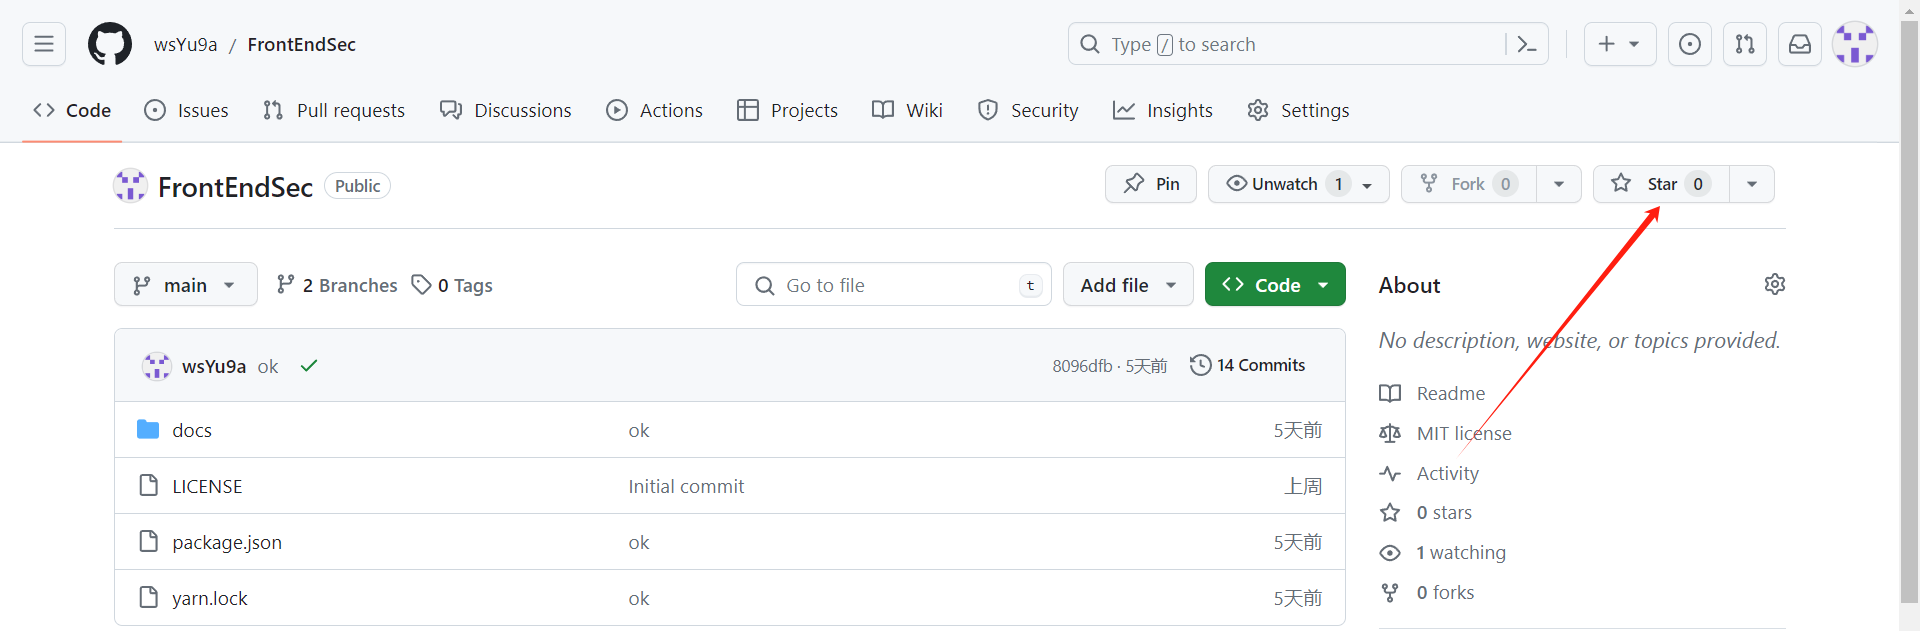 wsYu9a / FrontEndSec
Type / to search
Code Issues Pull requests Discussions Actions Projects Wiki Security Insights Settings
FrontEndSec Public
Pin Unwatch 1 Fork 0 Star 0
main 2 Branches 0 Tags
Go to file t Add file Code
wsYu9a ok 8096dfb · 5天前 14 Commits
docs ok 5天前
LICENSE Initial commit 上周
package.json ok 5天前
yarn.lock ok 5天前
About
No description, website, or topics provided.
Readme
MIT license
Activity
0 stars
1 watching
0 forks